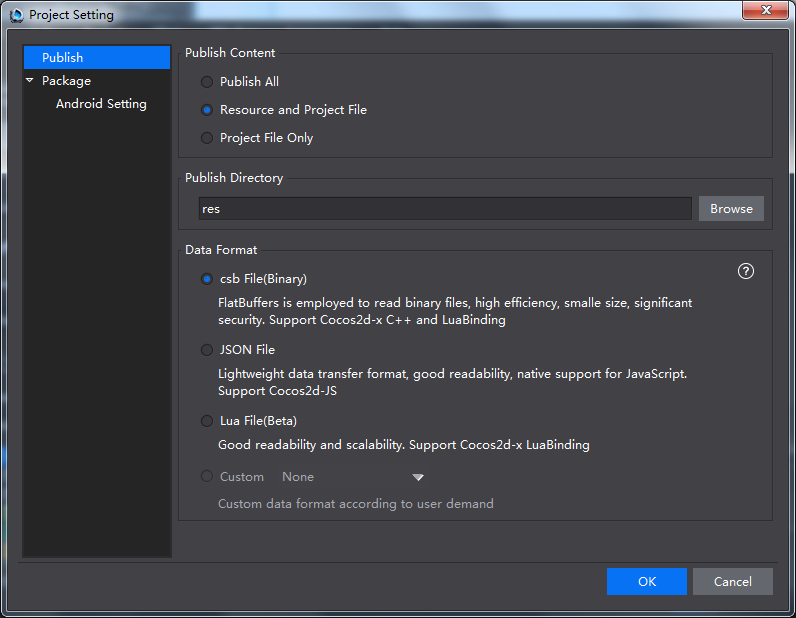 Project Setting
Publish
Package
Android Setting
Publish Content
Publish All
Resource and Project File
Project File Only
Publish Directory
res
Browse
Data Format
csb File(Binary)
?
FlatBuffers is employed to read binary files, high efficiency, smalle size, significant
security. Support Cocos2d-x C++ and LuaBinding
JSON File
Lightweight data transfer format, good readability, native support for JavaScript.
Support Cocos2d-JS
Lua File(Beta)
Good readability and scalability. Support Cocos2d-x LuaBinding
Custom None
Custom data format according to user demand
OK Cancel